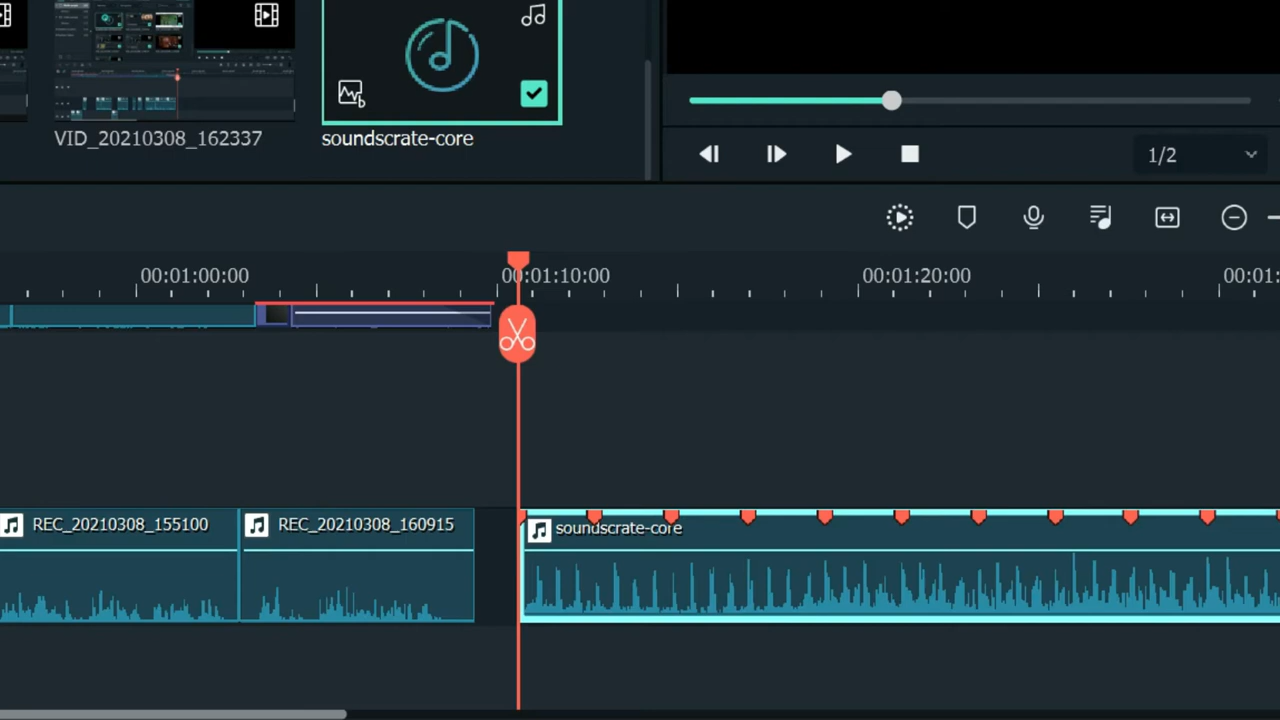 VID_20210308_162337
soundscrate-core
1/2
00:01:00:00
00:01:10:00
00:01:20:00
00:01:
REC_20210308_155100
REC_20210308_160915
soundscrate-core